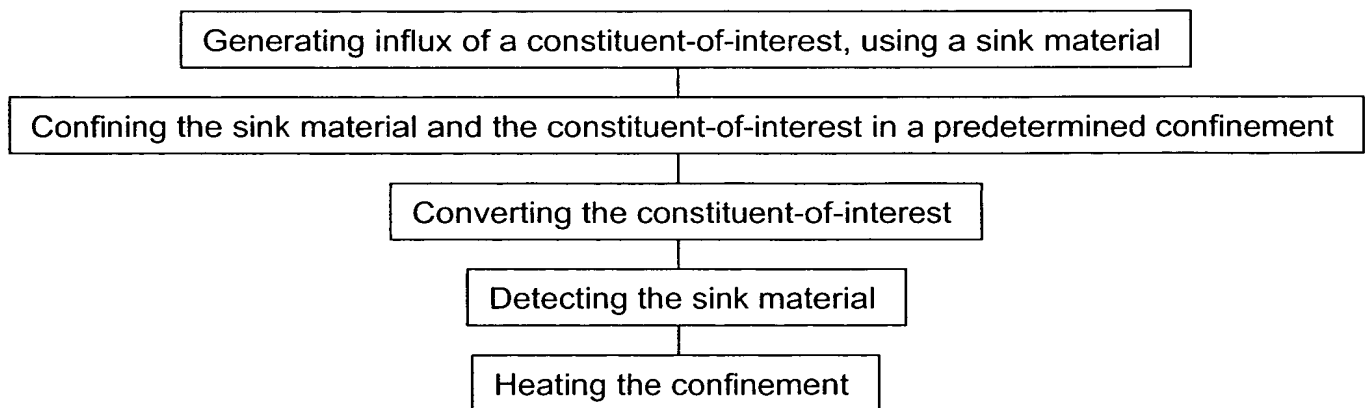 Generating influx of a constituent-of-interest, using a sink material
Confining the sink material and the constituent-of-interest in a predetermined confinement
Converting the constituent-of-interest
Detecting the sink material
Heating the confinement